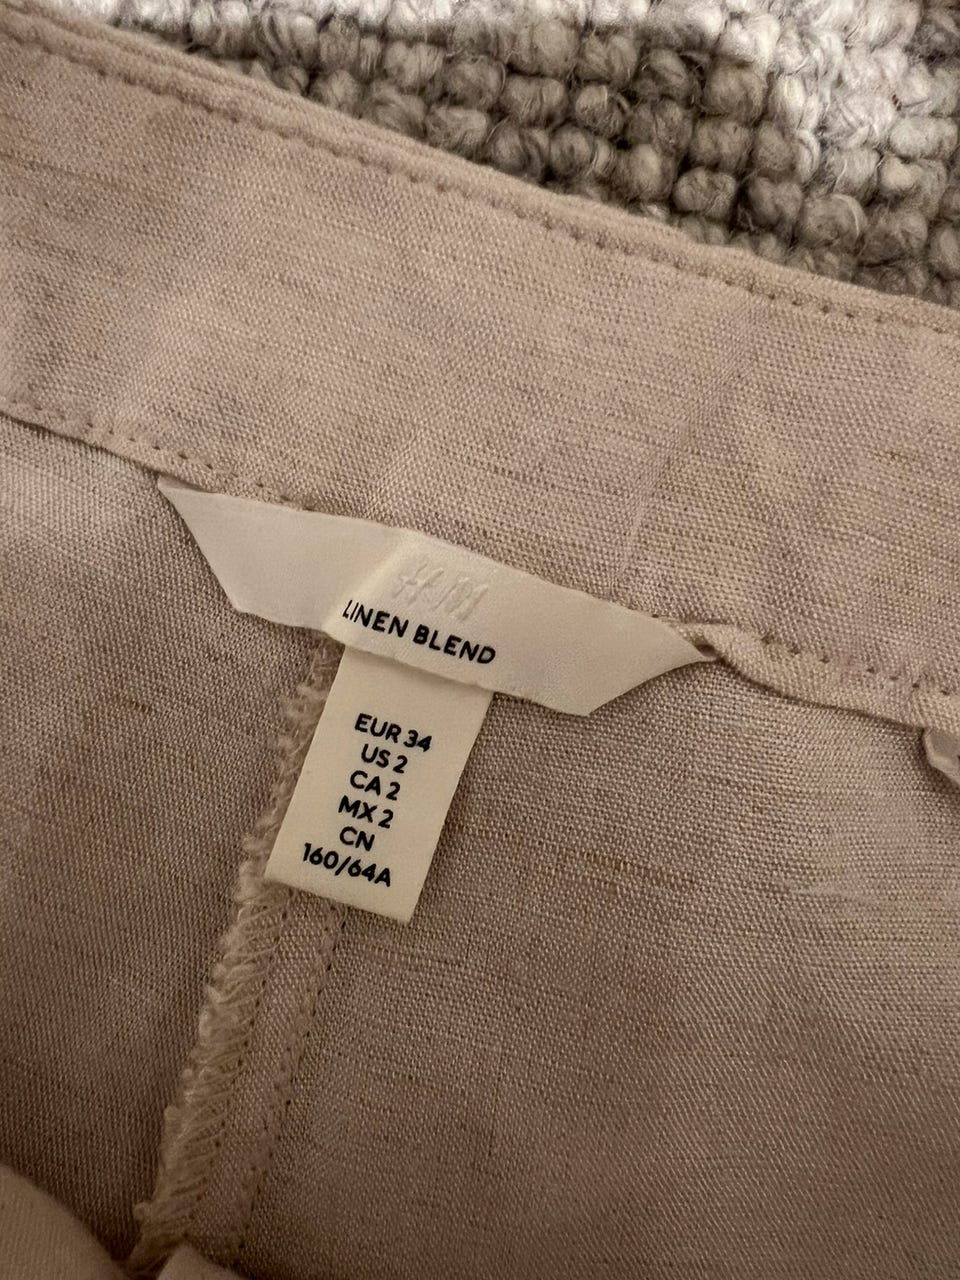 H&M
LINEN BLEND
EUR 34
US 2
CA 2
MX 2
CN
160/64A